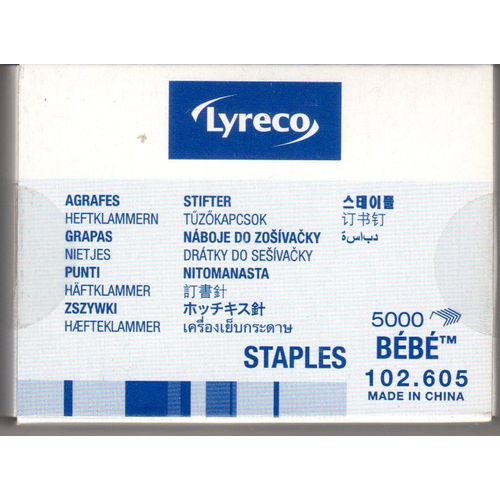 Lyreco
AGRAFES
HEFTKLAMMERN
GRAPAS
NIETJES
PUNTI
HÄFTKLAMMER
ZSZYWKI
HÆFTEKLAMMER
STIFTER
TŰZŐKAPCSOK
NÁBOJE DO ZOŠÍVAČKY
DRÁTKY DO SEŠÍVAČKY
NITOMANASTA
訂書針
ホッチキス針
เครื่องเย็บกระดาษ
스테이플
订书钉
دباسة
STAPLES
5000
BÉBÉ™
102.605
MADE IN CHINA